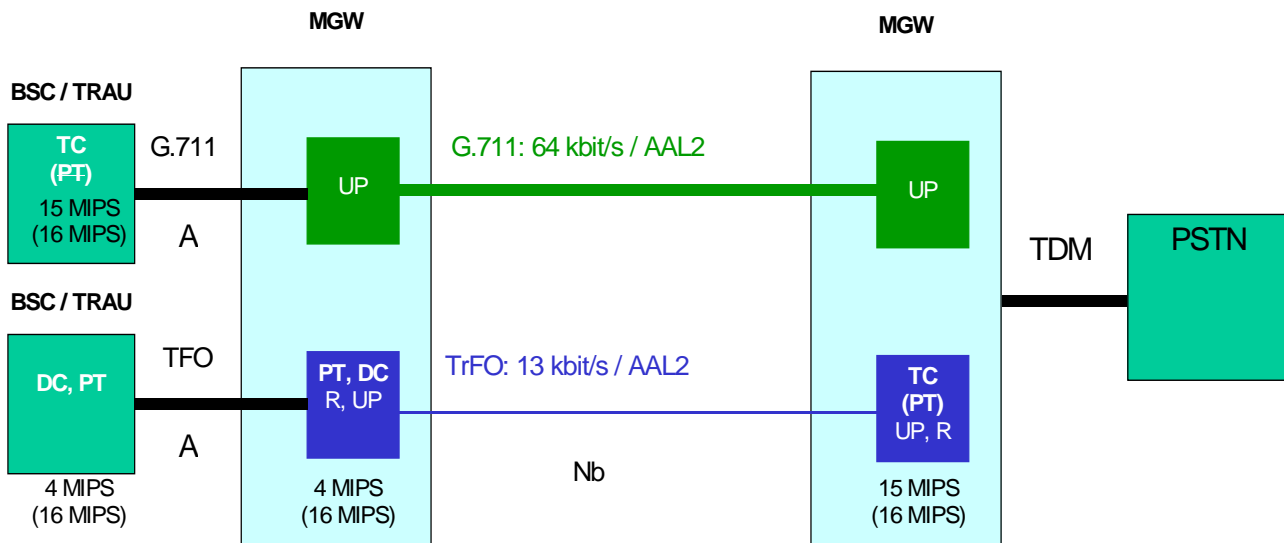 MGW
MGW
BSC / TRAU
TC
(PT)
15 MIPS
(16 MIPS)
G.711
A
UP
G.711: 64 kbit/s / AAL2
UP
TDM
PSTN
BSC / TRAU
DC, PT
4 MIPS
(16 MIPS)
TFO
A
PT, DC
R, UP
4 MIPS
(16 MIPS)
TrFO: 13 kbit/s / AAL2
Nb
TC
(PT)
UP, R
15 MIPS
(16 MIPS)